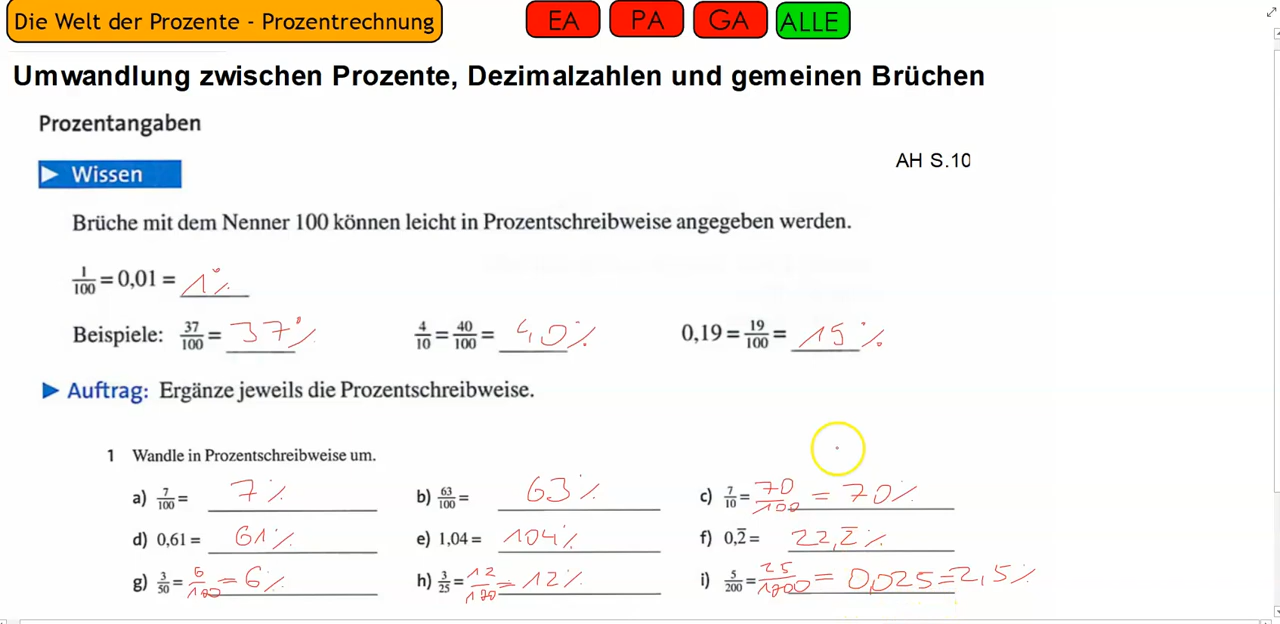 Die Welt der Prozente - Prozentrechnung EA PA GA ALLE
Umwandlung zwischen Prozente, Dezimalzahlen und gemeinen Brüchen
Prozentangaben
Wissen
AH S.10
Brüche mit dem Nenner 100 können leicht in Prozentschreibweise angegeben werden.
1/100 = 0,01 = 1%
Beispiele: 37/100 = 37% 4/10 = 40/100 = 40% 0,19 = 19/100 = 19%
Auftrag: Ergänze jeweils die Prozentschreibweise.
1 Wandle in Prozentschreibweise um.
a) 7/100 = 7% b) 63/100 = 63% c) 7/10 = 70/100 = 70%
d) 0,61 = 61% e) 1,04 = 104% f) 0,2̅ = 22,2̅%
g) 3/50 = 6/100 = 6% h) 3/25 = 12/100 = 12% i) 5/200 = 25/1000 = 0,025 = 2,5%